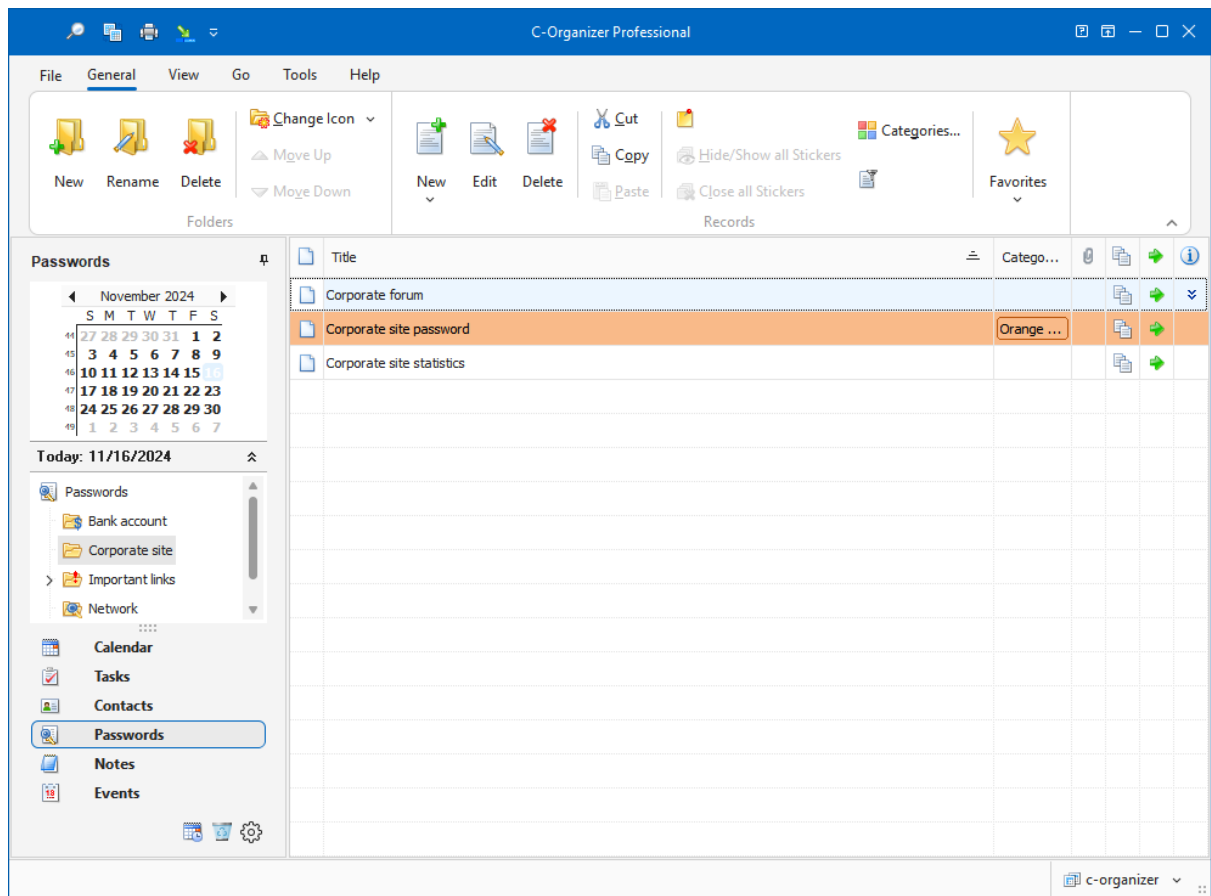 C-Organizer Professional
File General View Go Tools Help
New Rename Delete
Change Icon
Move Up
Move Down
Folders
New Edit Delete
Cut
Copy
Paste
Hide/Show all Stickers
Close all Stickers
Categories...
Favorites
Records
Passwords
November 2024
S M T W T F S
44 27 28 29 30 31 1 2
45 3 4 5 6 7 8 9
46 10 11 12 13 14 15 16
47 17 18 19 20 21 22 23
48 24 25 26 27 28 29 30
49 1 2 3 4 5 6 7
Today: 11/16/2024
Passwords
Bank account
Corporate site
Important links
Network
Calendar
Tasks
Contacts
Passwords
Notes
Events
Title Catego...
Corporate forum
Corporate site password Orange ...
Corporate site statistics
c-organizer